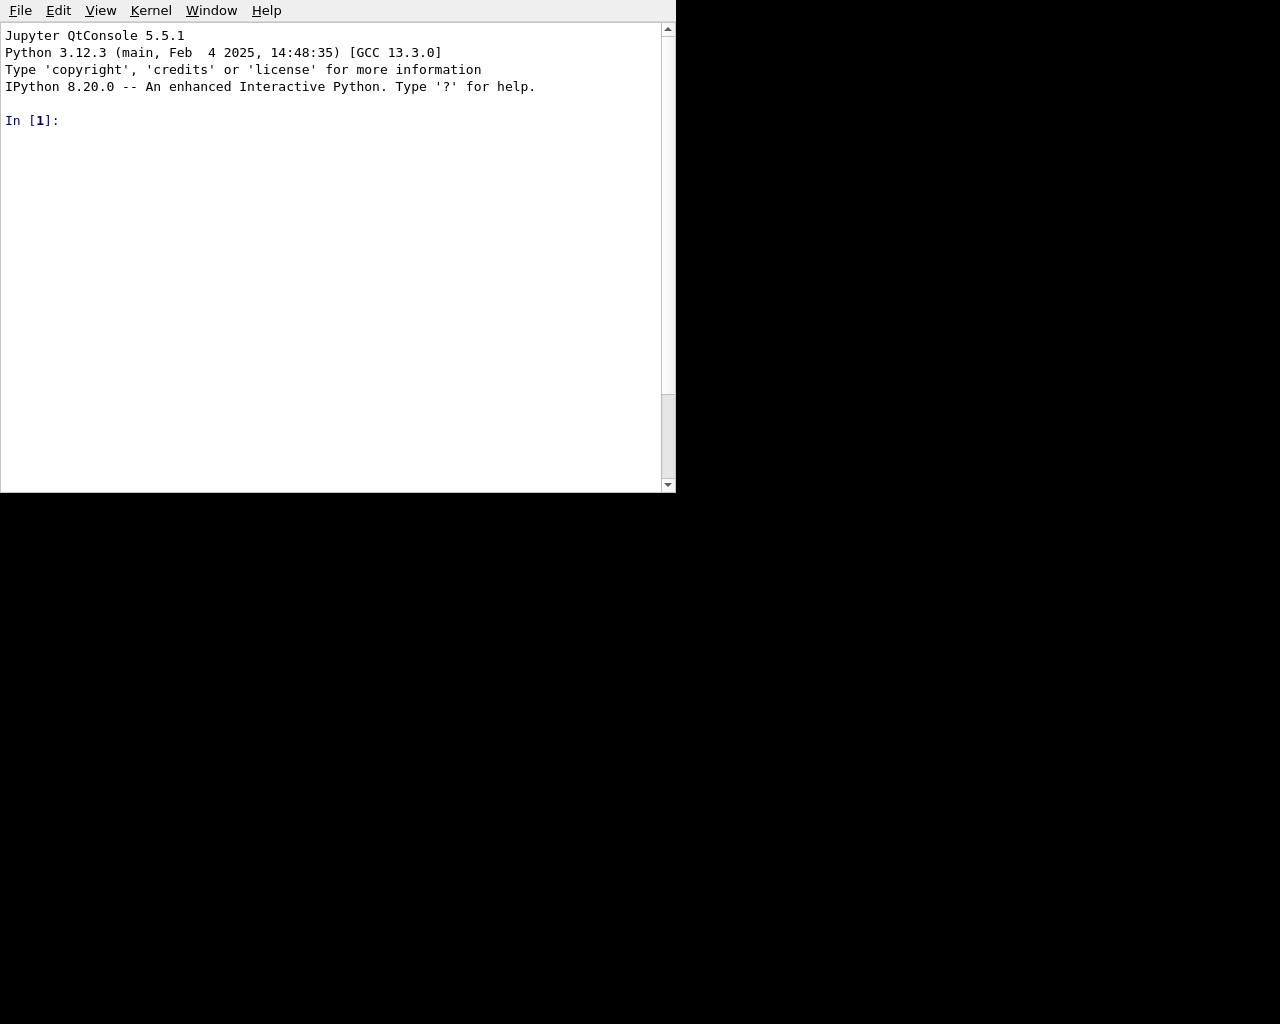 File Edit View Kernel Window Help
Jupyter QtConsole 5.5.1
Python 3.12.3 (main, Feb  4 2025, 14:48:35) [GCC 13.3.0]
Type 'copyright', 'credits' or 'license' for more information
IPython 8.20.0 -- An enhanced Interactive Python. Type '?' for help.
In [1]: